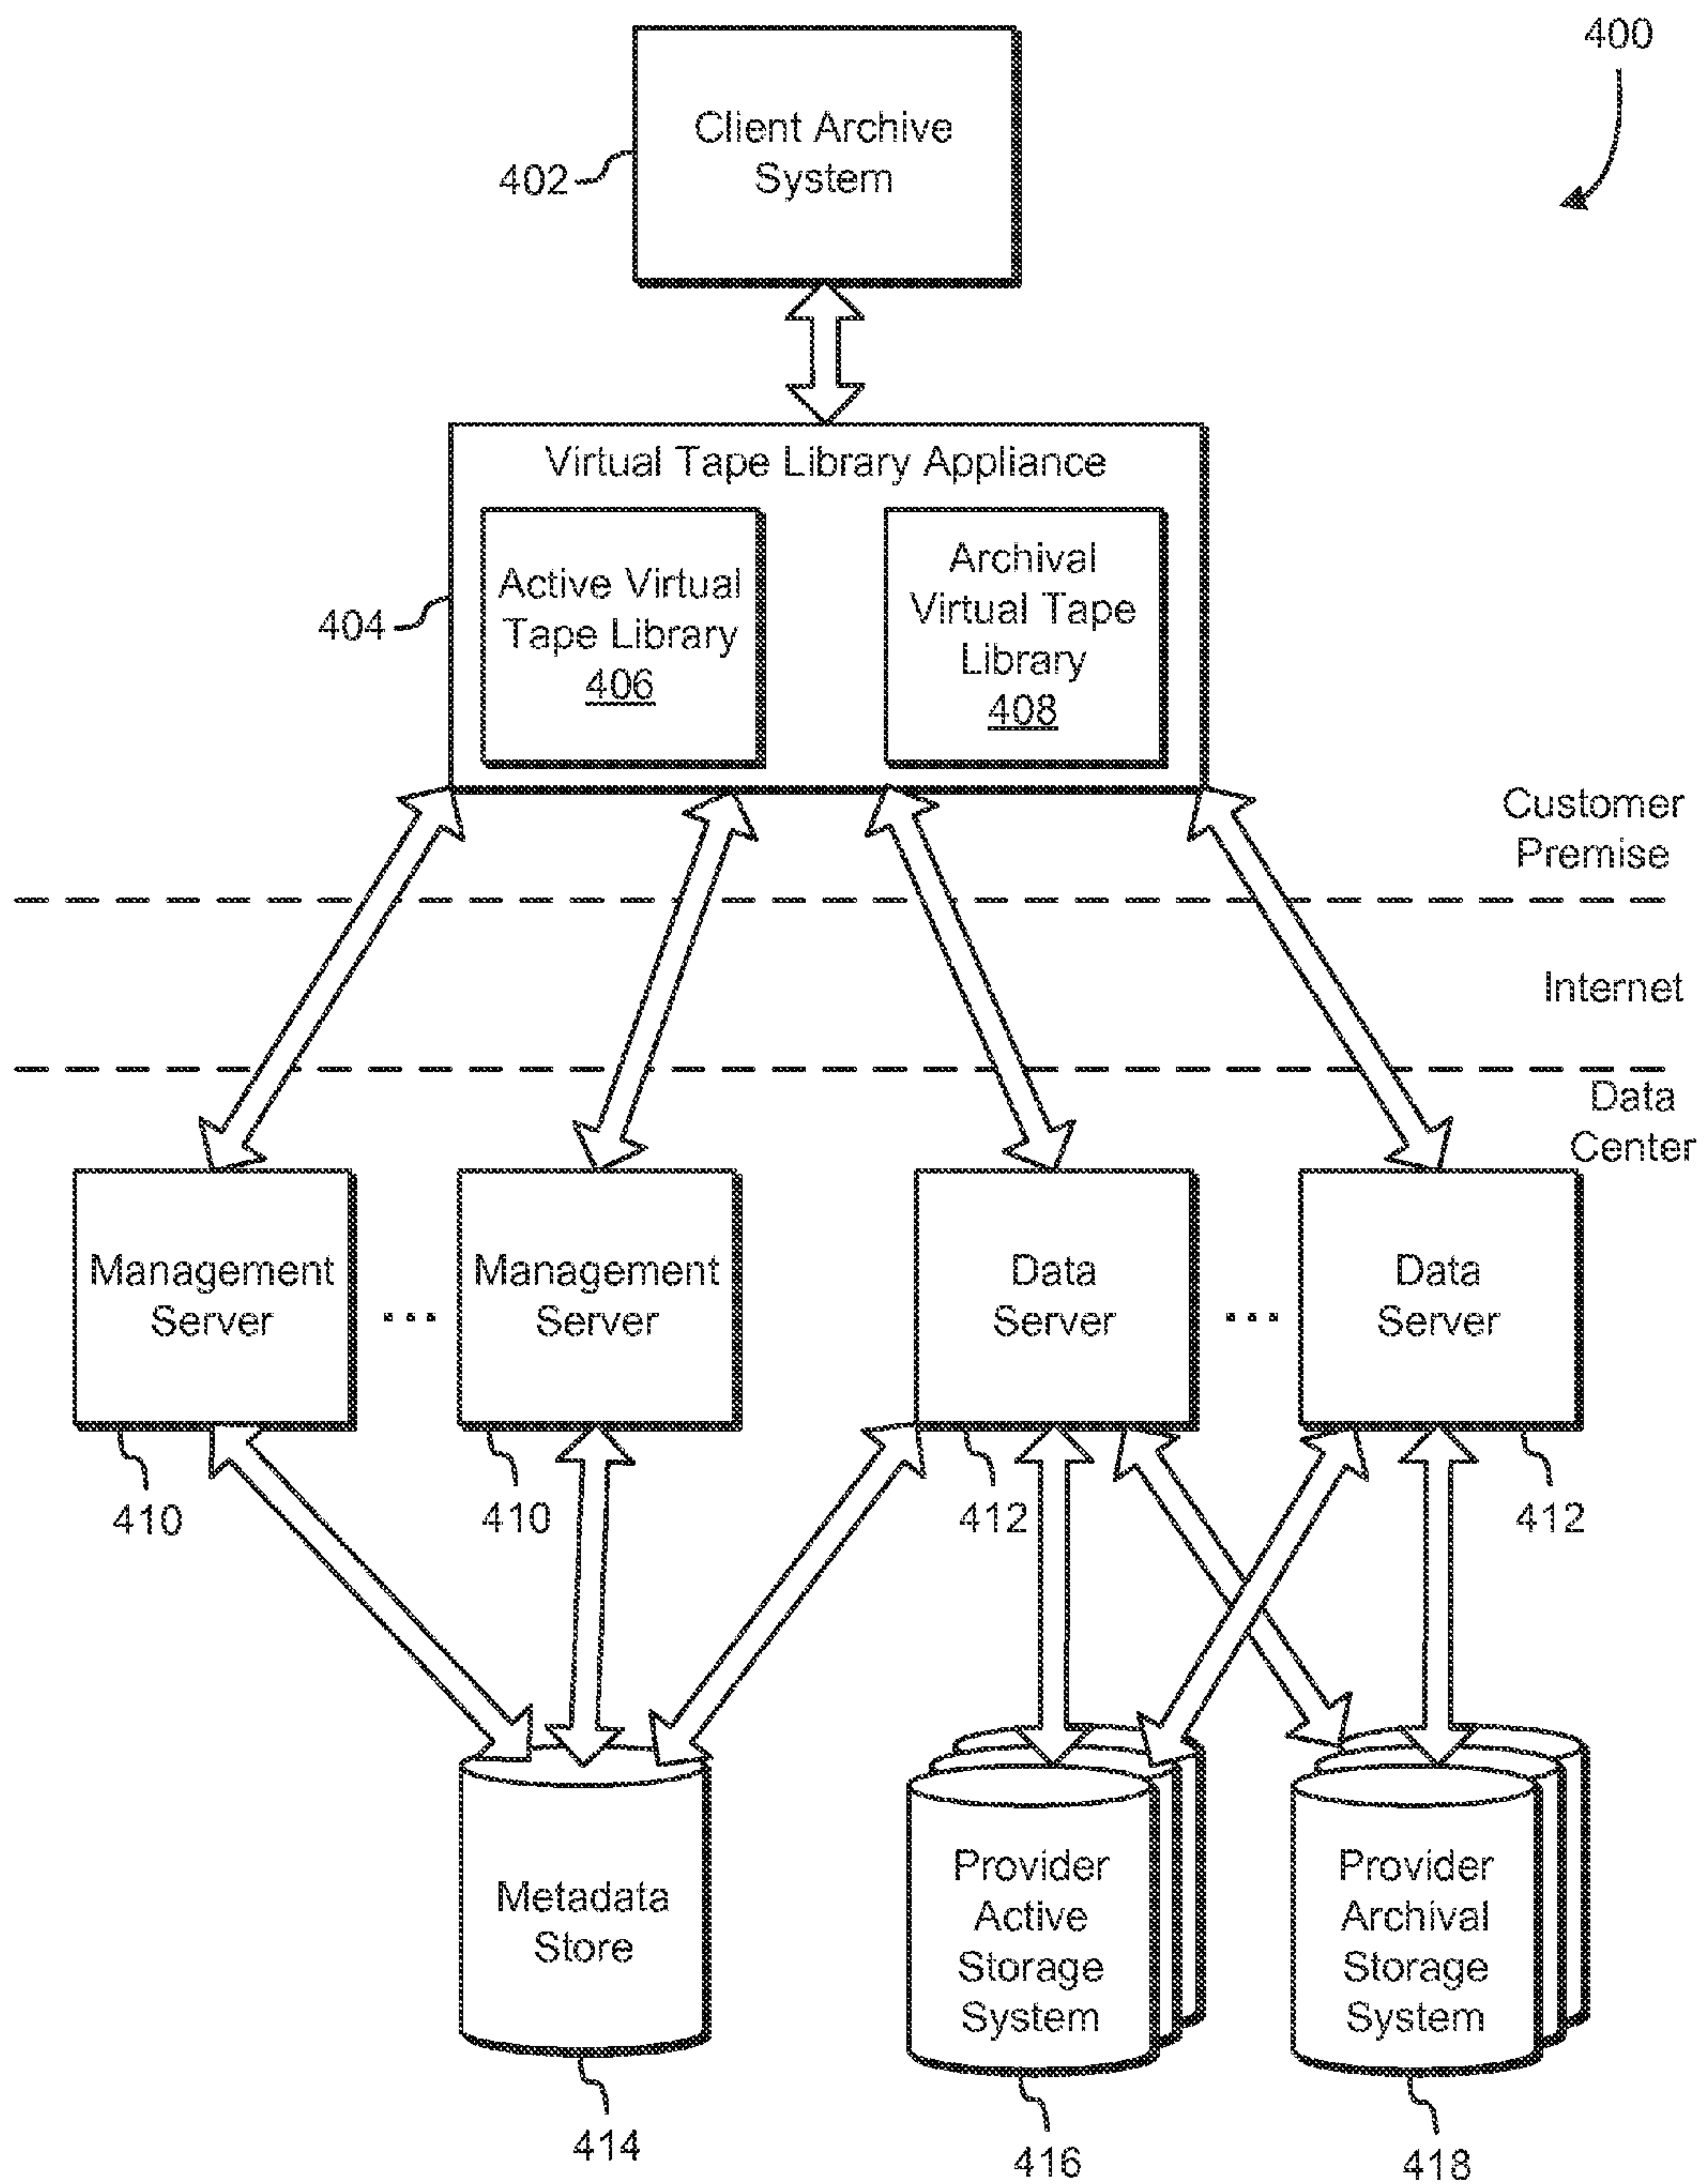 400
Client Archive
System
402
Virtual Tape Library Appliance
Active Virtual
Tape Library
406
Archival
Virtual Tape
Library
408
404
Customer
Premise
Internet
Data
Center
Management
Server
...
Management
Server
Data
Server
...
Data
Server
410
410
412
412
Metadata
Store
Provider
Active
Storage
System
Provider
Archival
Storage
System
414
416
418